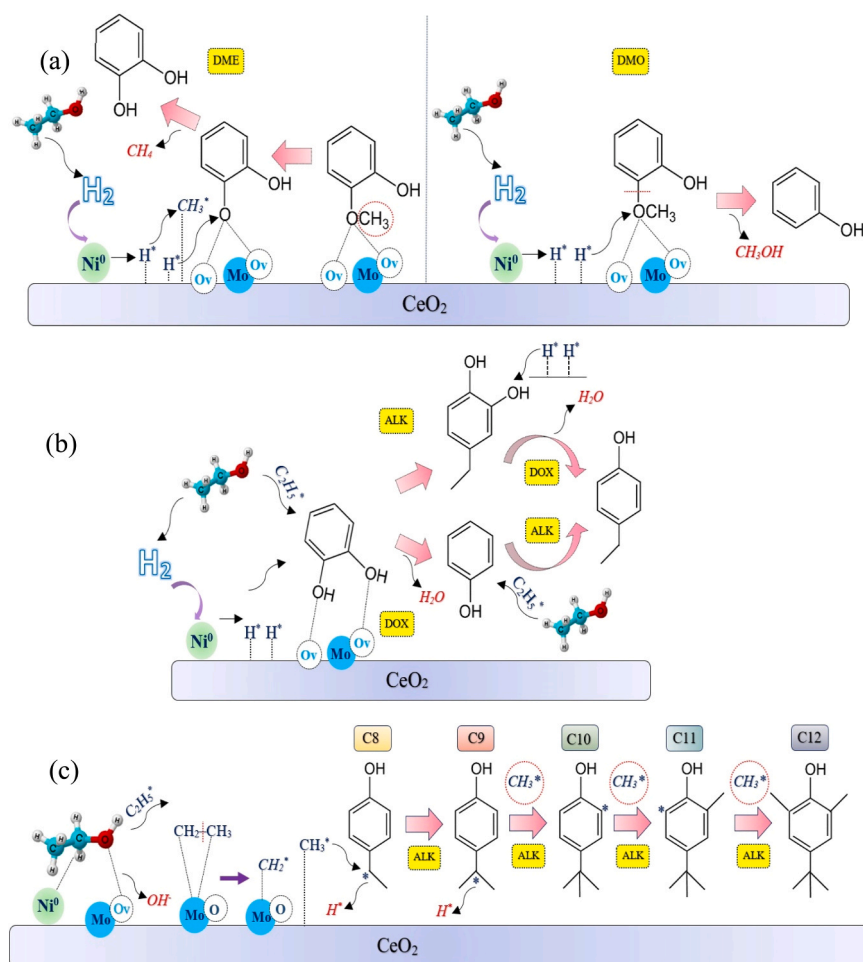 (a)
DME
OH
OH
CH₄
H₂
CH₃*
OH
O
OH
OCH₃
Ni⁰
H*
H*
Ov
Mo
Ov
Ov
Mo
Ov
DMO
H₂
OH
OCH₃
OH
CH₃OH
Ni⁰
H*
H*
Ov
Mo
Ov
CeO₂
(b)
OH
OH
H* H*
ALK
H₂O
C₂H₅*
OH
DOX
ALK
H₂
OH
OH
H₂O
OH
C₂H₅*
Ni⁰
H* H*
DOX
Ov
Mo
Ov
CeO₂
(c)
C8
C9
C10
C11
C12
OH
OH
CH₃*
OH
CH₃*
OH
CH₃*
OH
C₂H₅*
CH₂-CH₃
CH₃*
*
*
*
*
ALK
ALK
ALK
ALK
CH₂*
H*
H*
Ni⁰
OH⁻
Mo
Ov
Mo
O
Mo
O
CeO₂